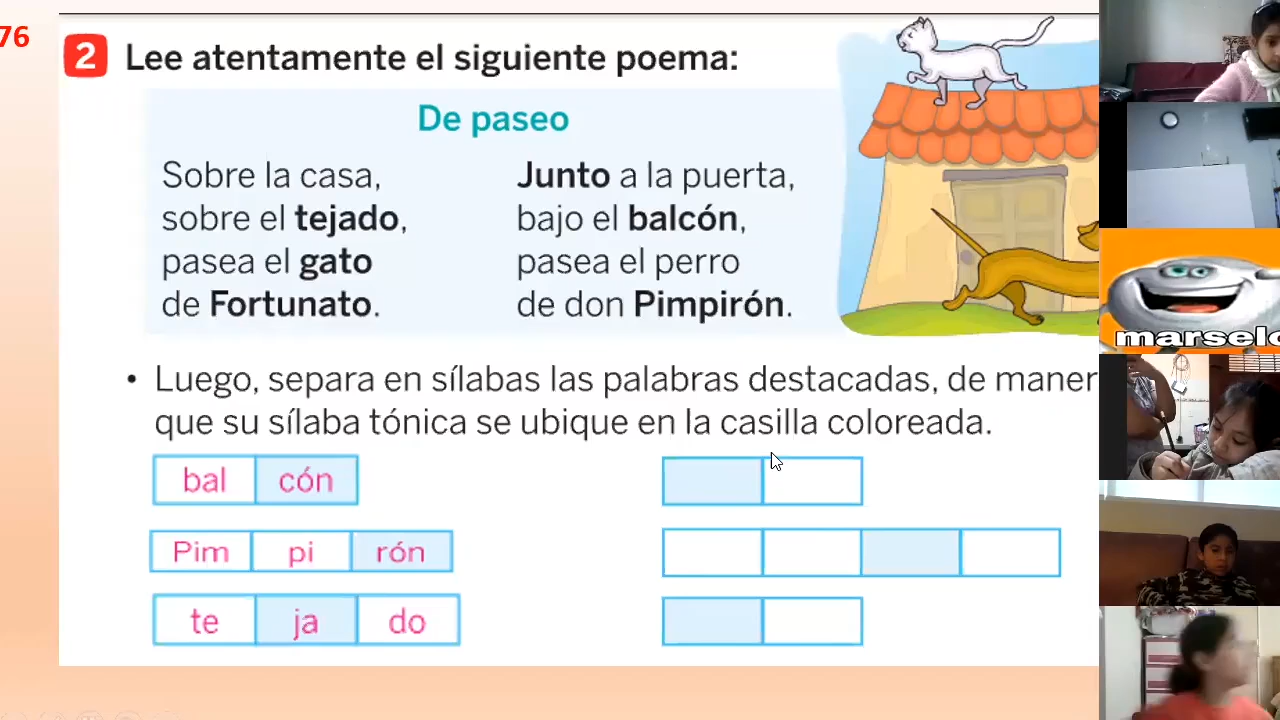 76
2 Lee atentamente el siguiente poema:
De paseo
Sobre la casa,
sobre el tejado,
pasea el gato
de Fortunato.
Junto a la puerta,
bajo el balcón,
pasea el perro
de don Pimpirón.
• Luego, separa en sílabas las palabras destacadas, de maner
que su sílaba tónica se ubique en la casilla coloreada.
bal cón
Pim pi rón
te ja do
marselo